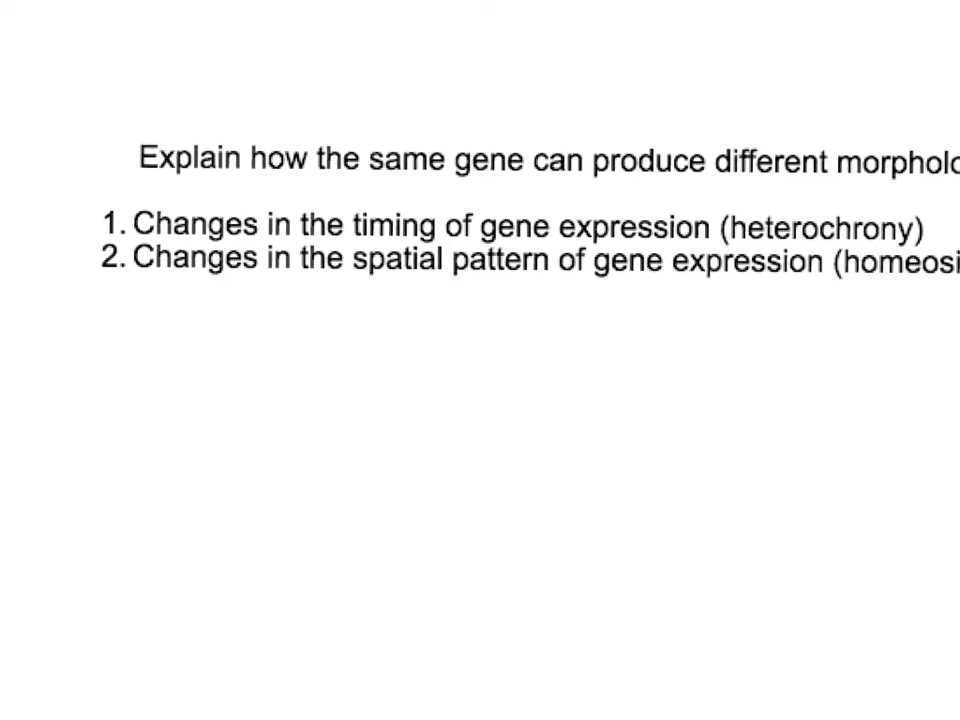 Explain how the same gene can produce different morpholo
1. Changes in the timing of gene expression (heterochrony)
2. Changes in the spatial pattern of gene expression (homeosi